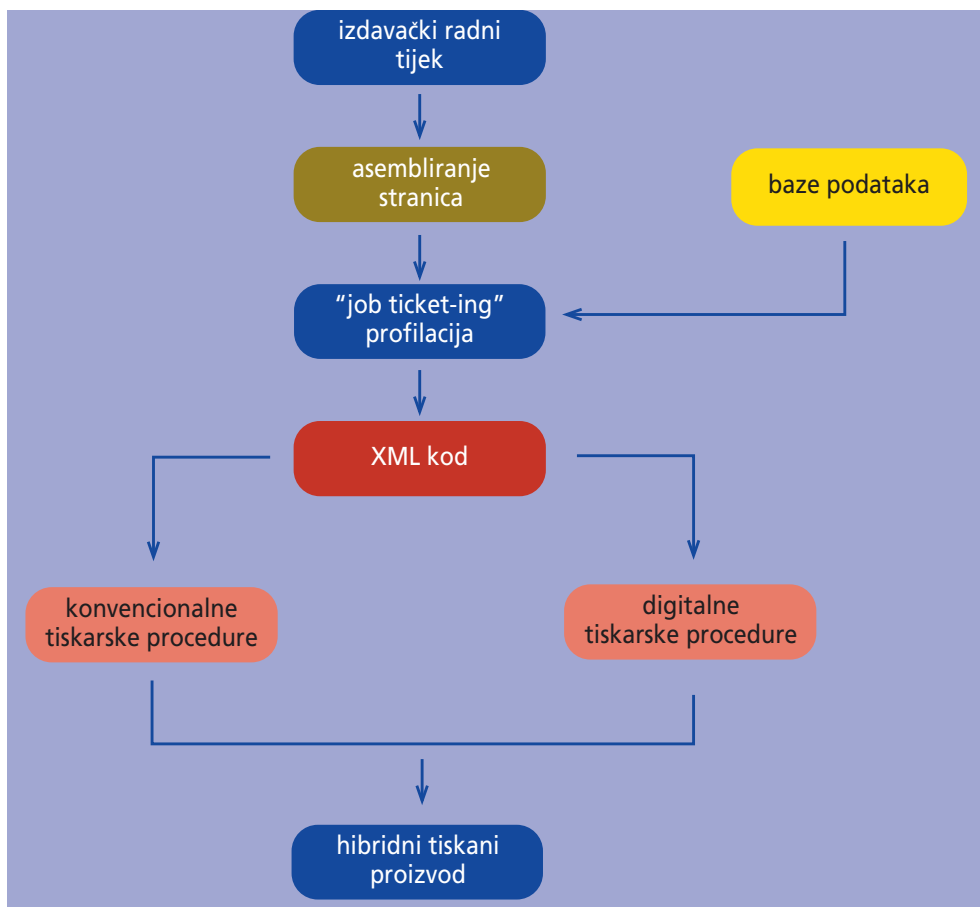 izdavački radni
tijek
asembliranje
stranica
baze podataka
“job ticket-ing”
profilacija
XML kod
konvencionalne
tiskarske procedure
digitalne
tiskarske procedure
hibridni tiskani
proizvod